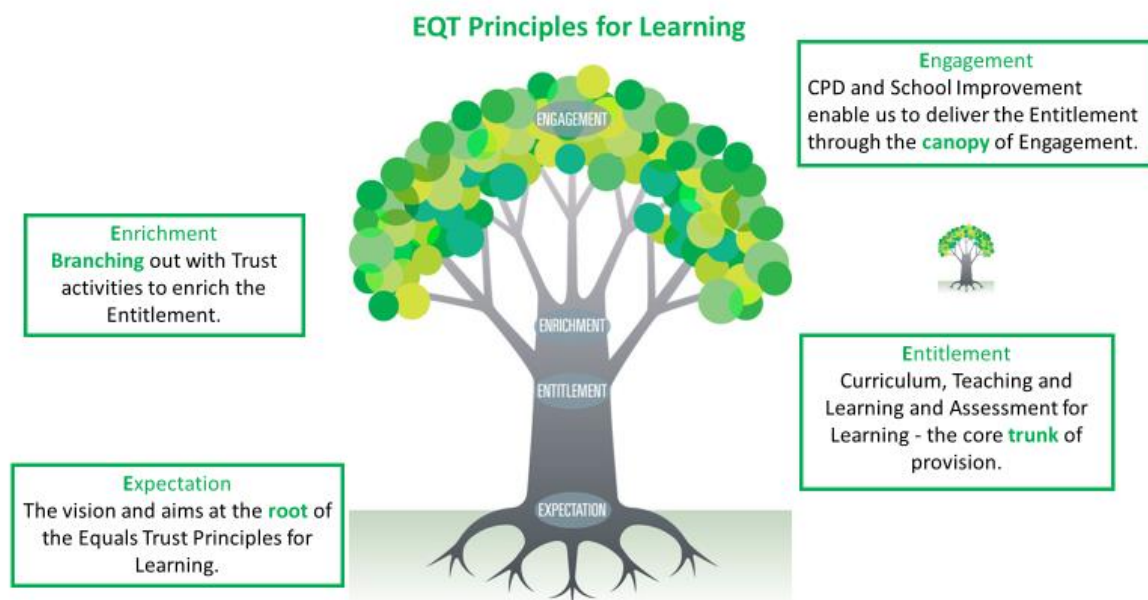 EQT Principles for Learning
Engagement
CPD and School Improvement
enable us to deliver the Entitlement
through the canopy of Engagement.
ENGAGEMENT
Enrichment
Branching out with Trust
activities to enrich the
Entitlement.
ENRICHMENT
ENTITLEMENT
Entitlement
Curriculum, Teaching and
Learning and Assessment for
Learning - the core trunk of
provision.
Expectation
The vision and aims at the root of
the Equals Trust Principles for
Learning.
EXPECTATION